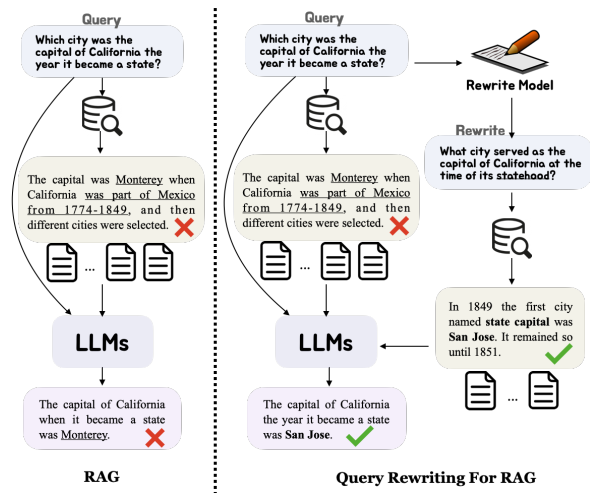 Query
Which city was the
capital of California the
year it became a state?
The capital was Monterey when
California was part of Mexico
from 1774-1849, and then
different cities were selected.
...
LLMs
The capital of California
when it became a state
was Monterey.
RAG
Query
Which city was the
capital of California the
year it became a state?
Rewrite Model
Rewrite
What city served as the
capital of California at the
time of its statehood?
The capital was Monterey when
California was part of Mexico
from 1774-1849, and then
different cities were selected.
...
In 1849 the first city
named state capital was
San Jose. It remained so
until 1851.
...
LLMs
The capital of California
the year it became a state
was San Jose.
Query Rewriting For RAG